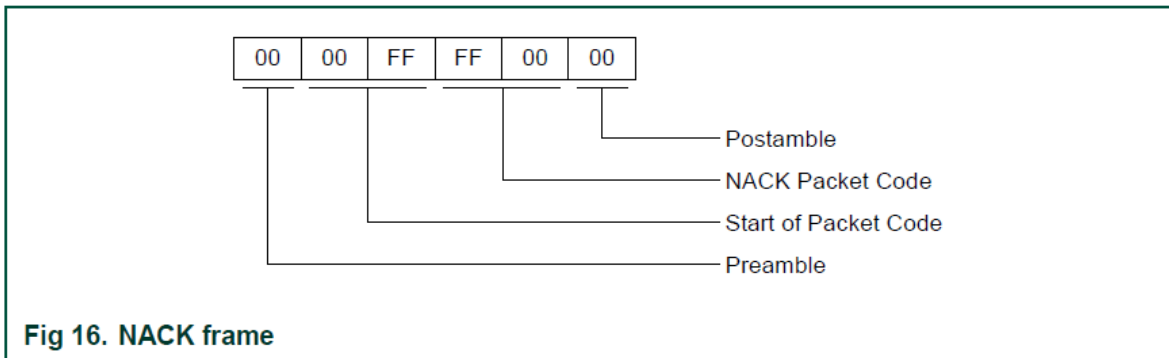 00 00 FF FF 00 00
Postamble
NACK Packet Code
Start of Packet Code
Preamble
Fig 16. NACK frame